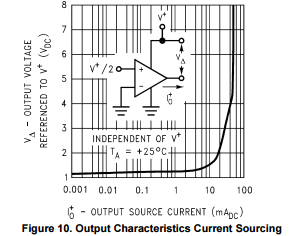 8
7
6
5
4
3
2
1
VΔ – OUTPUT VOLTAGE
REFERENCED TO V⁺ (VDC)
V⁺
VΔ
V⁺/2
+
–
I₀⁺
INDEPENDENT OF V⁺
TA = +25°C
0.001 0.01 0.1 1 10 100
I₀⁺ – OUTPUT SOURCE CURRENT (mADC)
Figure 10. Output Characteristics Current Sourcing